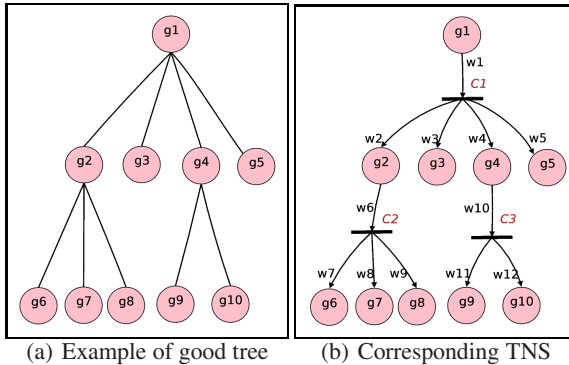 g1
g2
g3
g4
g5
g6
g7
g8
g9
g10
(a) Example of good tree
g1
w1
C1
w2
w3
w4
w5
g2
g3
g4
g5
w6
w10
C2
C3
w7
w8
w9
w11
w12
g6
g7
g8
g9
g10
(b) Corresponding TNS